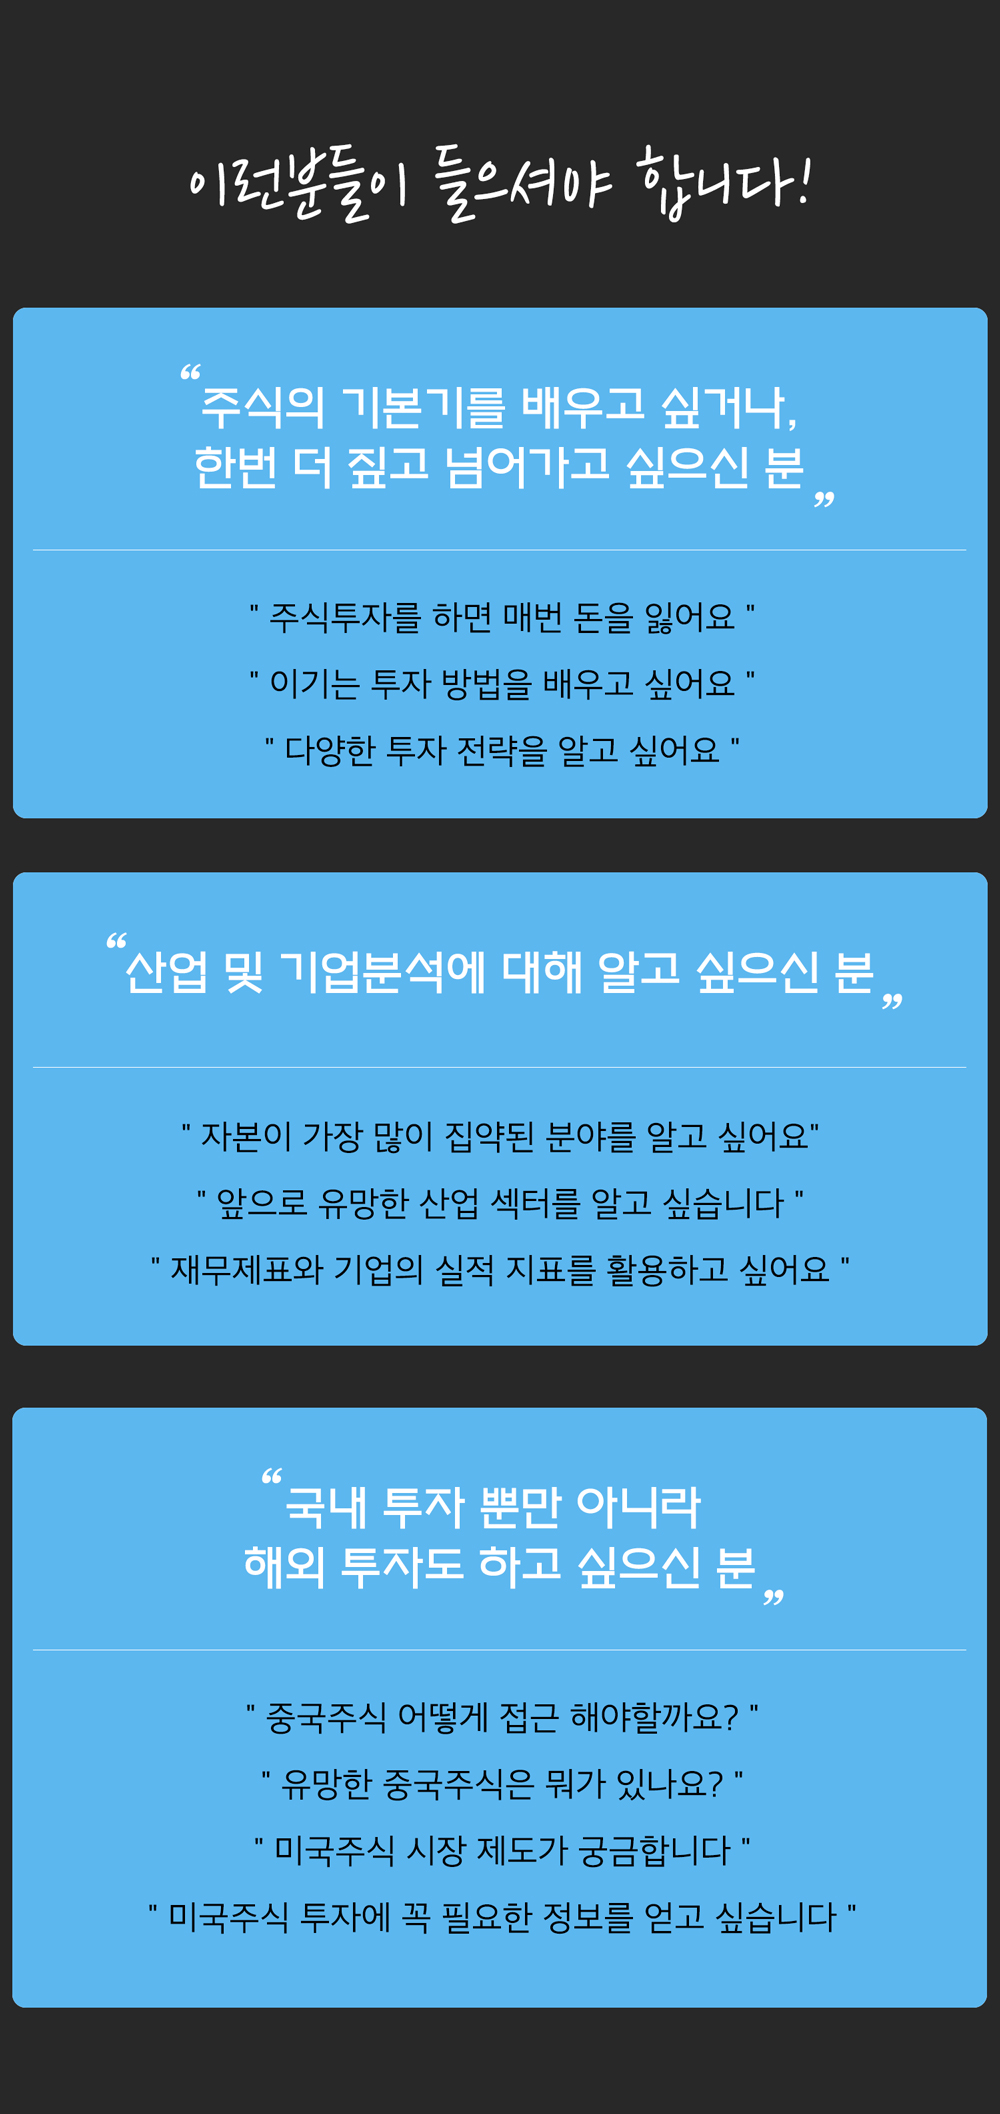 이런분들이 들으셔야 합니다!
“주식의 기본기를 배우고 싶거나,
한번 더 짚고 넘어가고 싶으신 분”
" 주식투자를 하면 매번 돈을 잃어요 "
" 이기는 투자 방법을 배우고 싶어요 "
" 다양한 투자 전략을 알고 싶어요 "
“산업 및 기업분석에 대해 알고 싶으신 분”
" 자본이 가장 많이 집약된 분야를 알고 싶어요"
" 앞으로 유망한 산업 섹터를 알고 싶습니다 "
" 재무제표와 기업의 실적 지표를 활용하고 싶어요 "
“국내 투자 뿐만 아니라
해외 투자도 하고 싶으신 분”
" 중국주식 어떻게 접근 해야할까요? "
" 유망한 중국주식은 뭐가 있나요? "
" 미국주식 시장 제도가 궁금합니다 "
" 미국주식 투자에 꼭 필요한 정보를 얻고 싶습니다 "